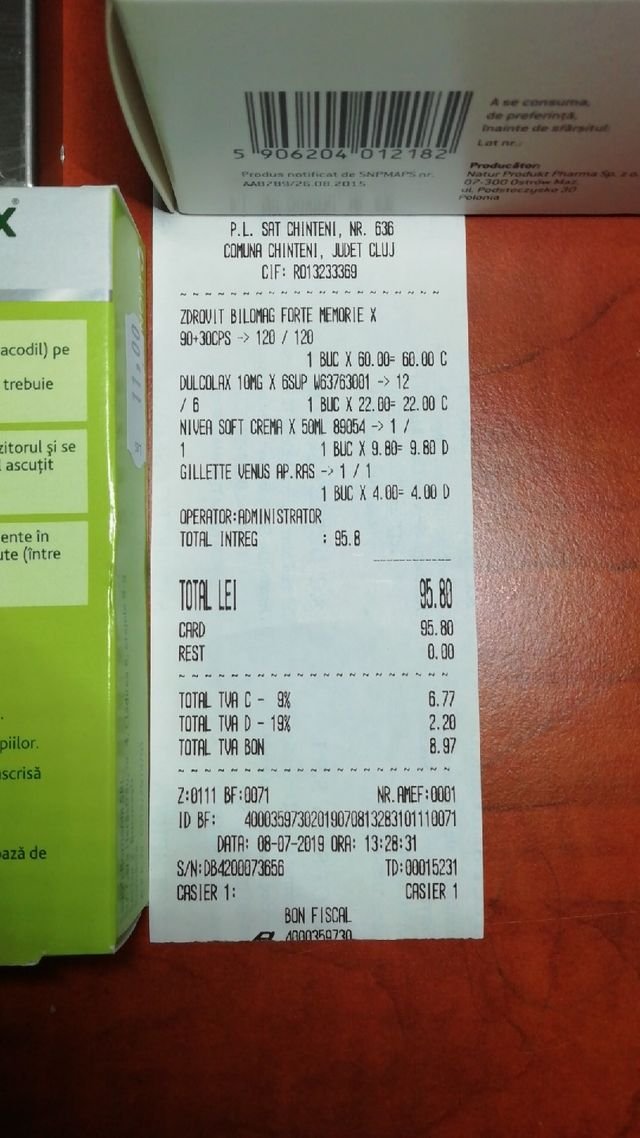 5 906204 012182
Produs notificat de SNPMAPS nr.
AA8789/26.08.2015
A se consuma,
de preferință,
înainte de sfârșitul:
Lot nr.:
Producător:
Natur Produkt Pharma Sp. z o.
07-300 Ostrów Maz.
ul. Podstoczysko 30
Polonia
X
acodil) pe
trebuie
zitorul și se
l ascuțit
ente în
ute (între
piilor.
scrisă
ază de
11,00
P.L. SAT CHINTENI, NR. 636
COMUNA CHINTENI, JUDET CLUJ
CIF: RO13233369
ZDROVIT BILOMAG FORTE MEMORIE X
90+30CPS -> 120 / 120
1 BUC X 60.00= 60.00 C
DULCOLAX 10MG X 6SUP W63763001 -> 12
/ 6 1 BUC X 22.00= 22.00 C
NIVEA SOFT CREMA X 50ML 89054 -> 1 /
1 1 BUC X 9.80= 9.80 D
GILLETTE VENUS AP.RAS -> 1 / 1
1 BUC X 4.00= 4.00 D
OPERATOR:ADMINISTRATOR
TOTAL INTREG : 95.8
TOTAL LEI 95.80
CARD 95.80
REST 0.00
TOTAL TVA C - 9% 6.77
TOTAL TVA D - 19% 2.20
TOTAL TVA BON 8.97
Z:0111 BF:0071 NR.AMEF:0001
ID BF: 40003597302019070813283101110071
DATA: 08-07-2019 ORA: 13:28:31
S/N:DB4200073656 TD:00015231
CASIER 1: CASIER 1
BON FISCAL
4000359730